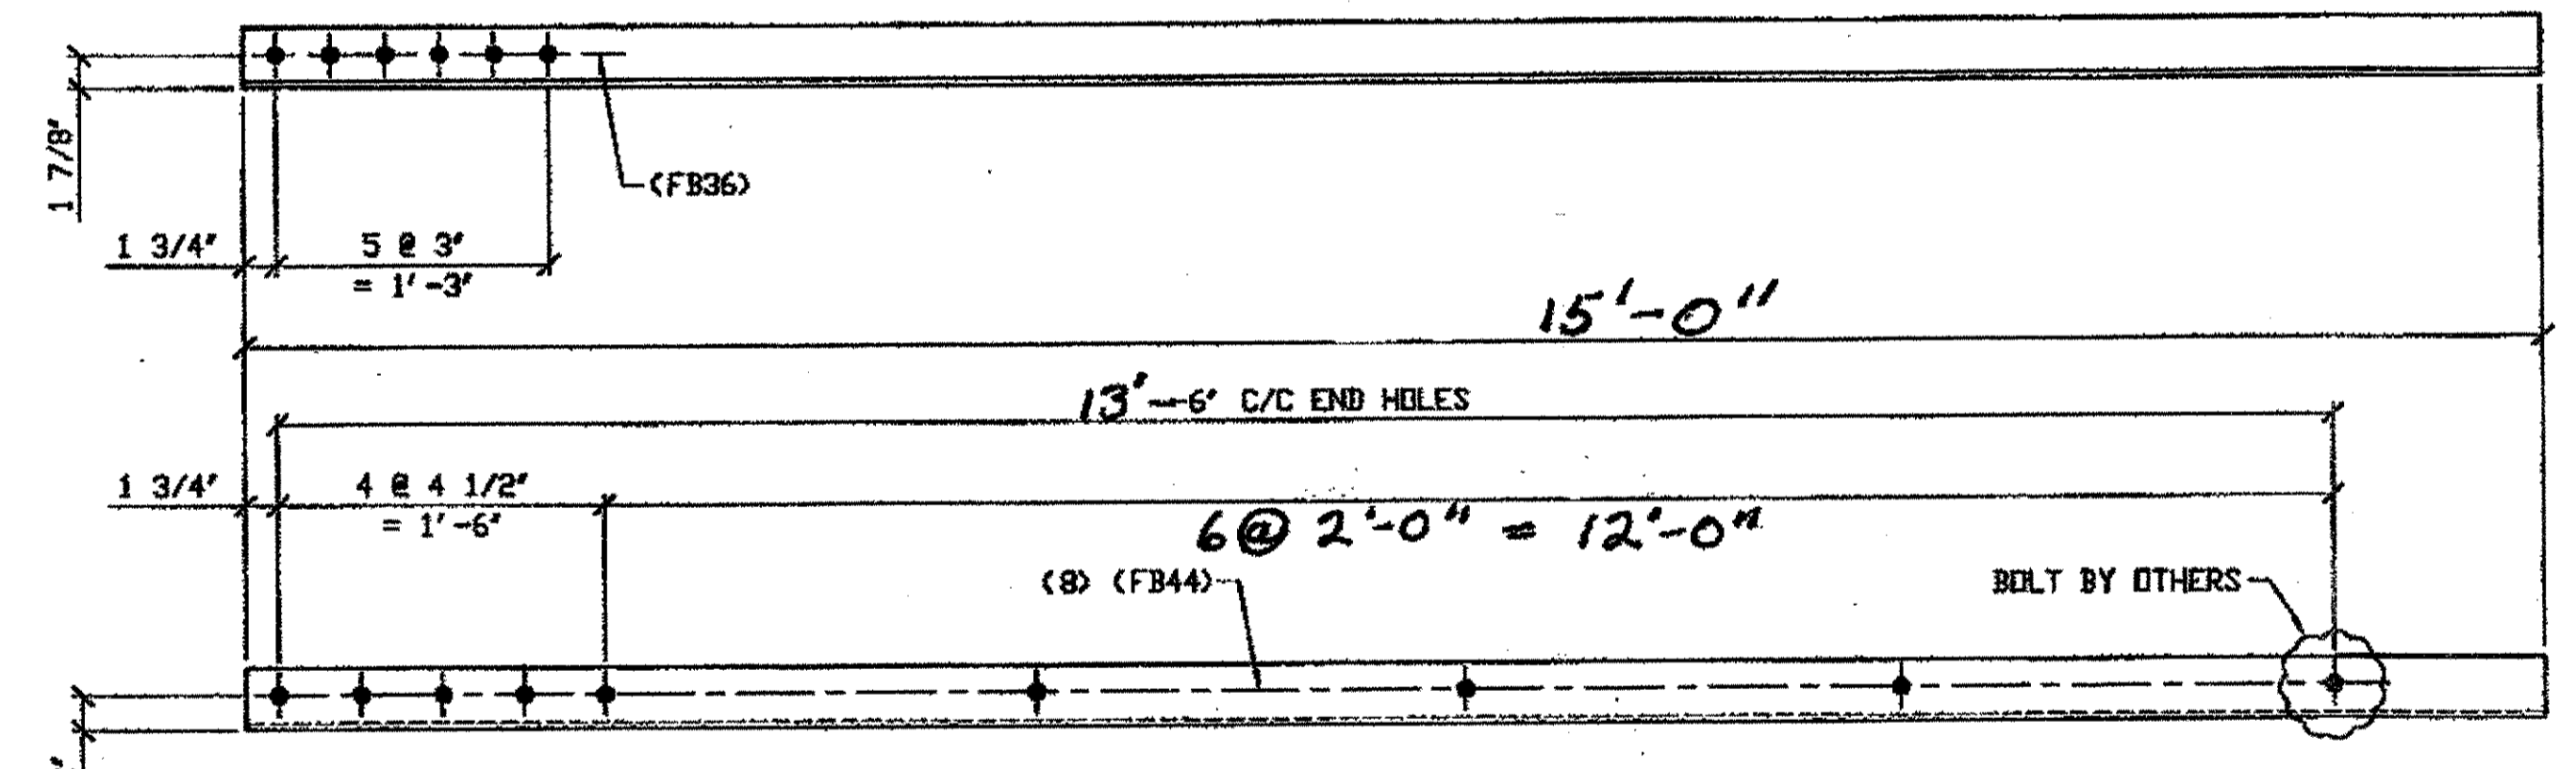 1 7/8"
(FB36)
1 3/4"
5 @ 3"
= 1'-3"
15'-0"
13'-6" C/C END HOLES
1 3/4"
4 @ 4 1/2"
= 1'-6"
6 @ 2'-0" = 12'-0"
(8) (FB44)
BOLT BY OTHERS